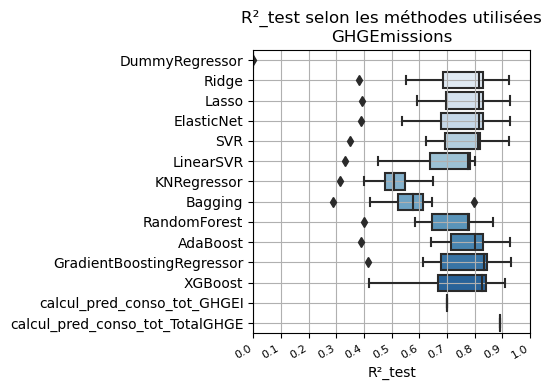 R²_test selon les méthodes utilisées
GHGEmissions
DummyRegressor
Ridge
Lasso
ElasticNet
SVR
LinearSVR
KNRegressor
Bagging
RandomForest
AdaBoost
GradientBoostingRegressor
XGBoost
calcul_pred_conso_tot_GHGEI
calcul_pred_conso_tot_TotalGHGE
0.0 0.1 0.2 0.3 0.4 0.5 0.6 0.7 0.8 0.9 1.0
R²_test